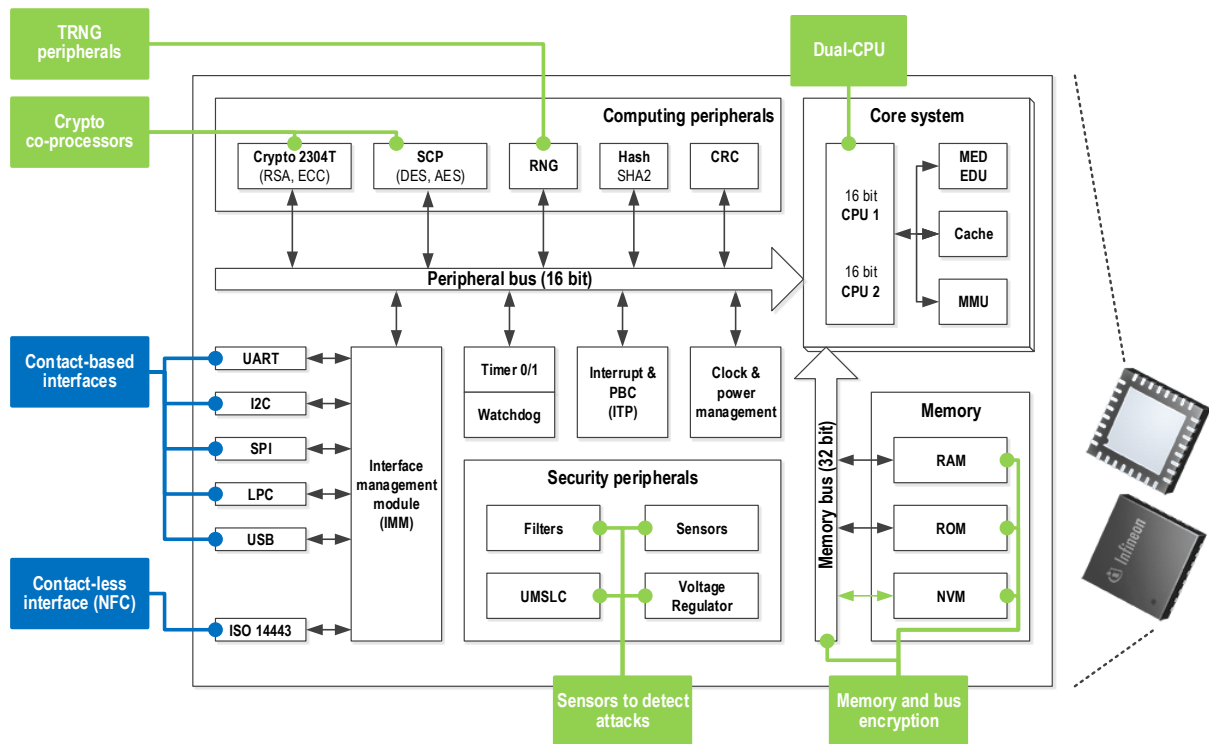 TRNG
peripherals
Dual-CPU
Crypto
co-processors
Computing peripherals
Crypto 2304T
(RSA, ECC)
SCP
(DES, AES)
RNG
Hash
SHA2
CRC
Core system
16 bit
CPU 1
16 bit
CPU 2
MED
EDU
Cache
MMU
Peripheral bus (16 bit)
Contact-based
interfaces
UART
I2C
SPI
LPC
USB
Contact-less
interface (NFC)
ISO 14443
Interface
management
module
(IMM)
Timer 0/1
Watchdog
Interrupt &
PBC
(ITP)
Clock &
power
management
Security peripherals
Filters
Sensors
UMSLC
Voltage
Regulator
Memory bus (32 bit)
Memory
RAM
ROM
NVM
Sensors to detect
attacks
Memory and bus
encryption
Infineon